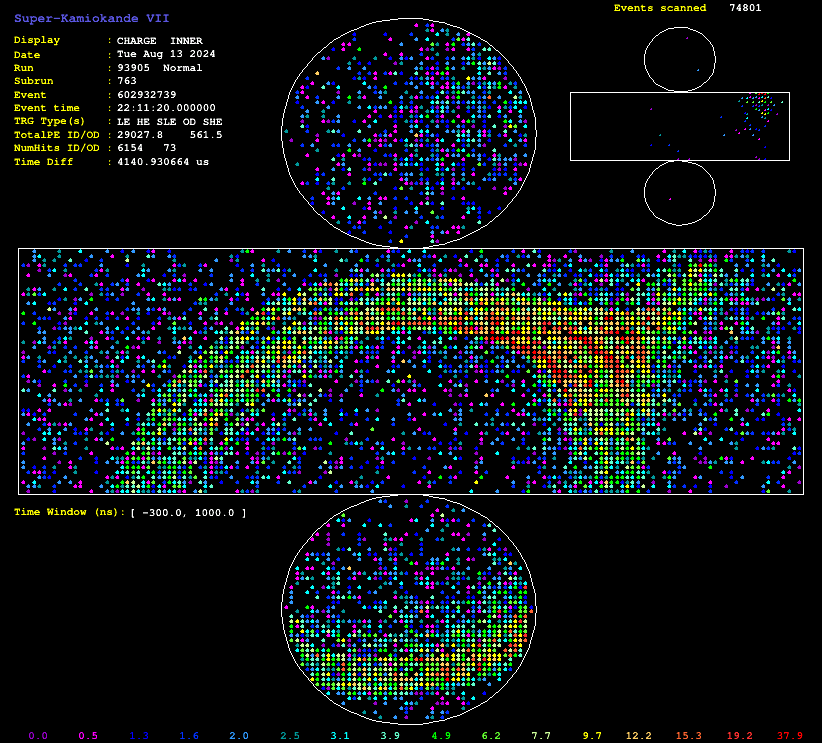 Super-Kamiokande VII
Events scanned 74801
Display : CHARGE INNER
Date : Tue Aug 13 2024
Run : 93905 Normal
Subrun : 763
Event : 602932739
Event time : 22:11:20.000000
TRG Type(s) : LE HE SLE OD SHE
TotalPE ID/OD : 29027.8 561.5
NumHits ID/OD : 6154 73
Time Diff : 4140.930664 us
Time Window (ns): [ -300.0, 1000.0 ]
0.0 0.5 1.3 1.6 2.0 2.5 3.1 3.9 4.9 6.2 7.7 9.7 12.2 15.3 19.2 37.9